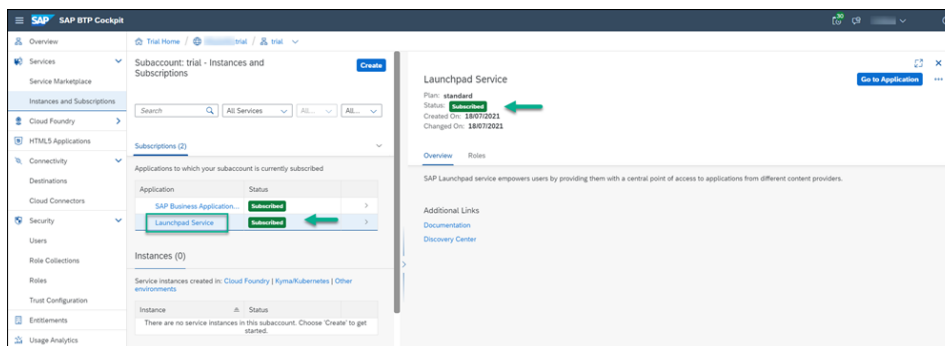 SAP SAP BTP Cockpit
30
Overview
Services
Service Marketplace
Instances and Subscriptions
Cloud Foundry
HTML5 Applications
Connectivity
Destinations
Cloud Connectors
Security
Users
Role Collections
Roles
Trust Configuration
Entitlements
Usage Analytics
Trial Home / trial / trial
Subaccount: trial - Instances and
Subscriptions
Create
Search
All Services
All...
All...
Subscriptions (2)
Applications to which your subaccount is currently subscribed
Application Status
SAP Business Application... Subscribed
Launchpad Service Subscribed
Instances (0)
Service instances created in: Cloud Foundry | Kyma/Kubernetes | Other
environments
Instance Status
There are no service instances in this subaccount. Choose 'Create' to get
started.
Launchpad Service
Go to Application
Plan: standard
Status: Subscribed
Created On: 18/07/2021
Changed On: 18/07/2021
Overview Roles
SAP Launchpad service empowers users by providing them with a central point of access to applications from different content providers.
Additional Links
Documentation
Discovery Center